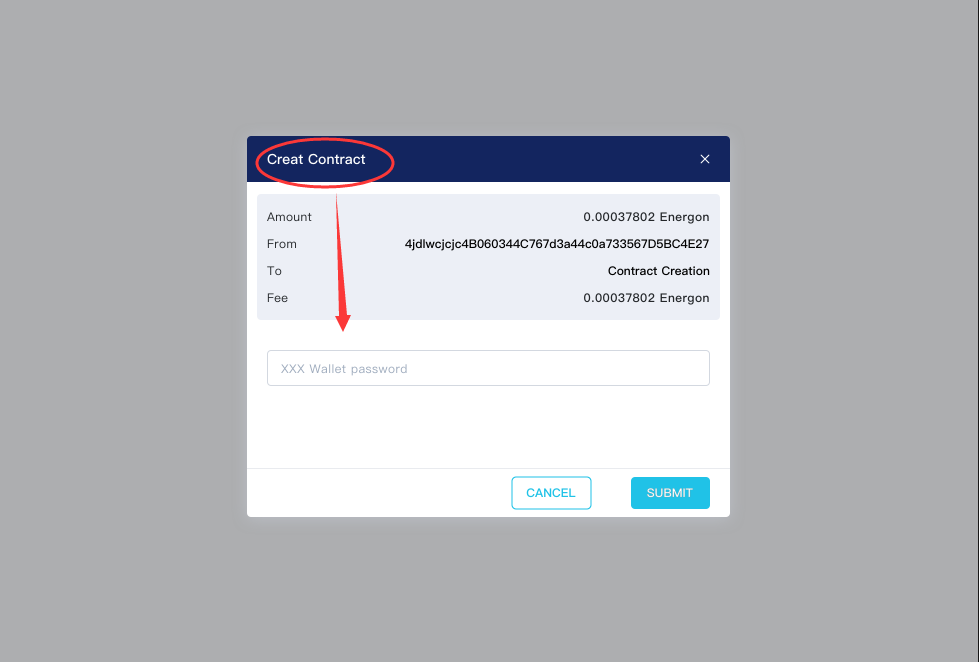 Creat Contract
Amount 0.00037802 Energon
From 4jdlwcjcjc4B060344C767d3a44c0a733567D5BC4E27
To Contract Creation
Fee 0.00037802 Energon
XXX Wallet password
CANCEL SUBMIT